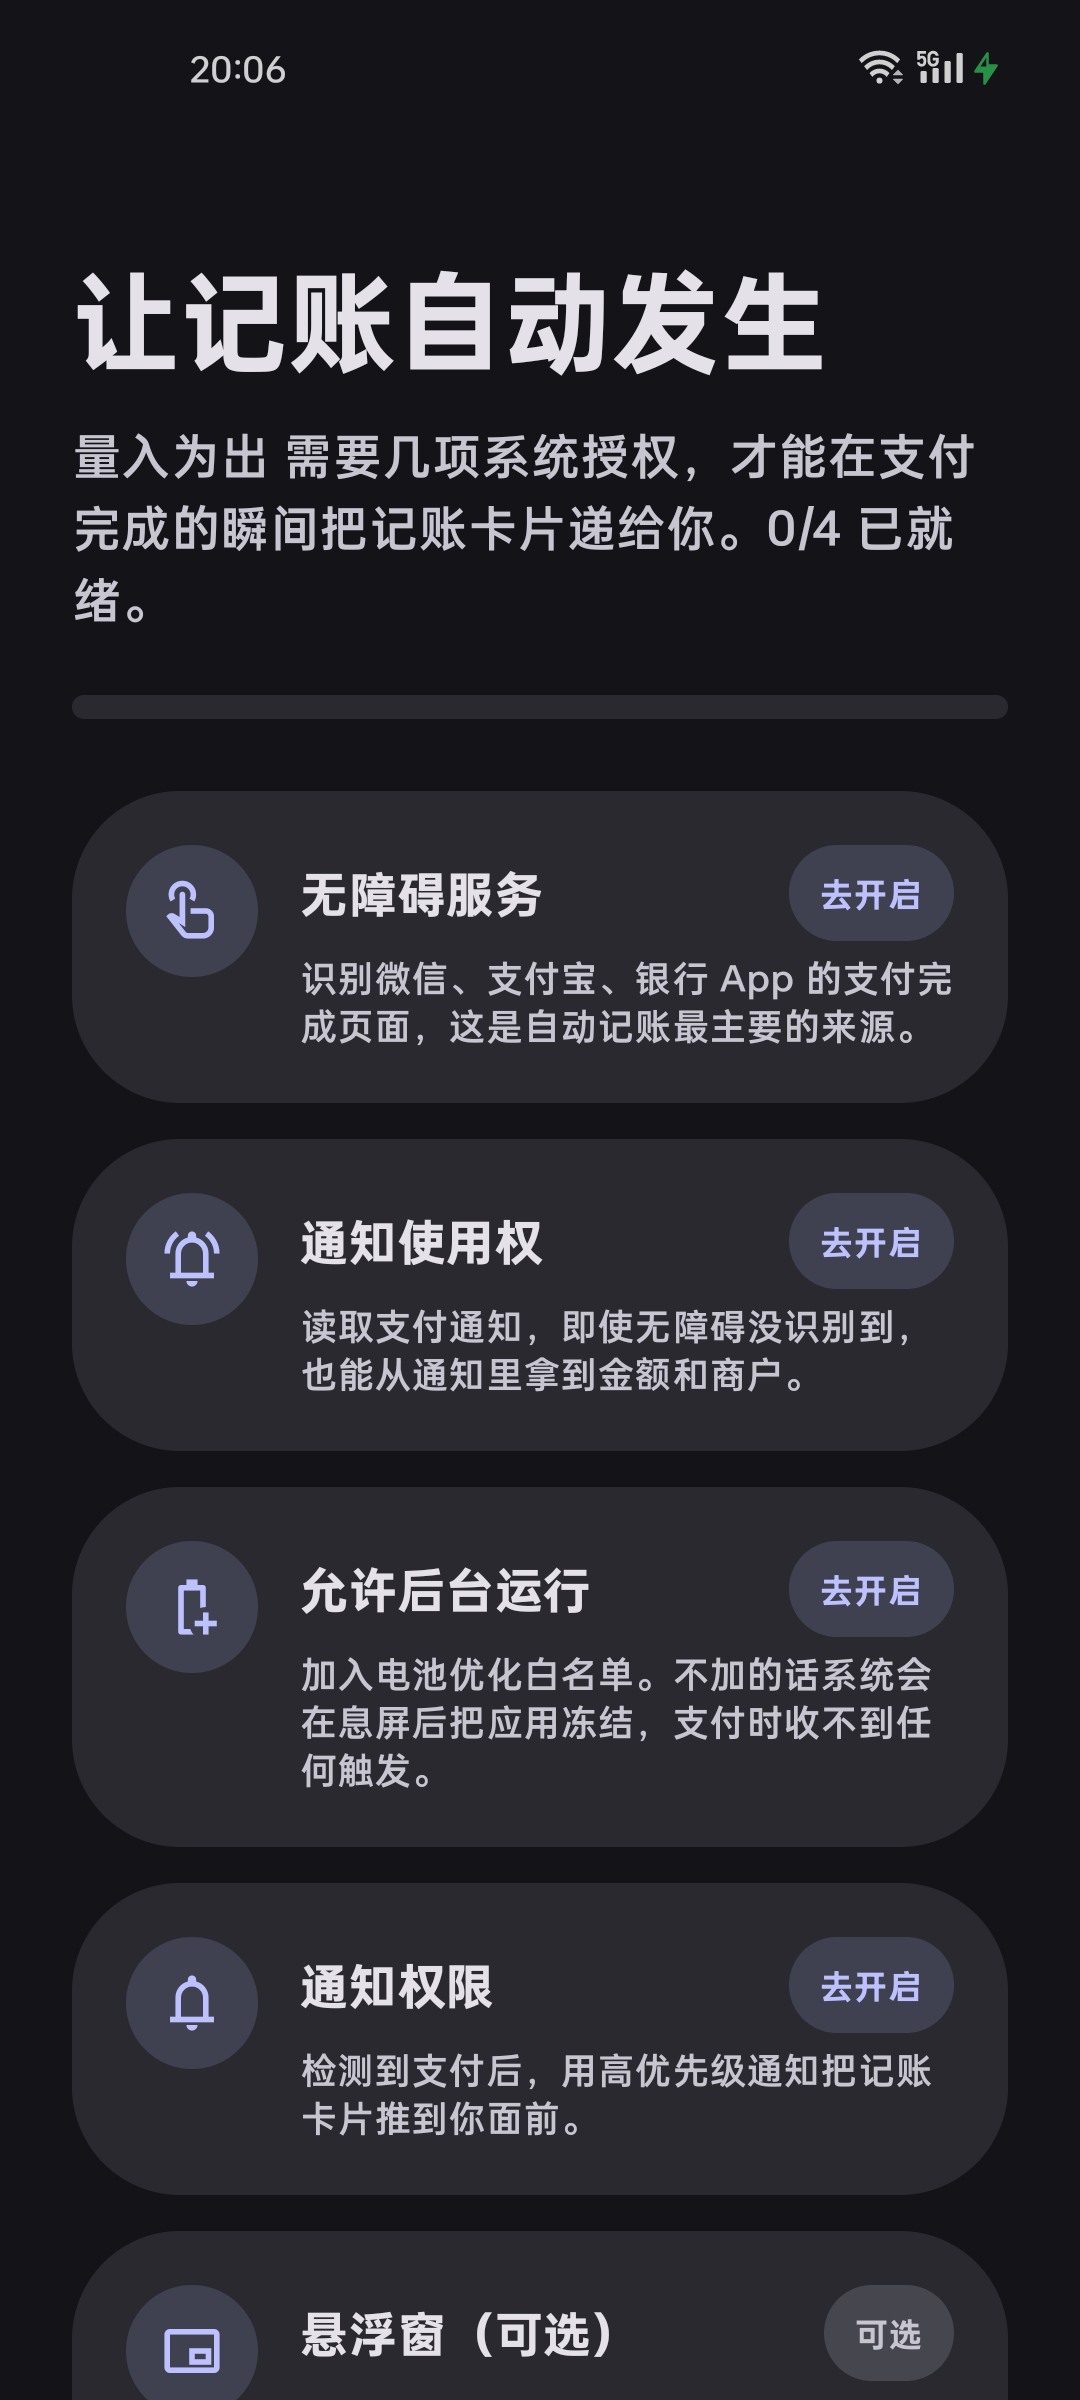 20:06
5G
让记账自动发生
量入为出 需要几项系统授权，才能在支付
完成的瞬间把记账卡片递给你。0/4 已就
绪。
无障碍服务
去开启
识别微信、支付宝、银行 App 的支付完
成页面，这是自动记账最主要的来源。
通知使用权
去开启
读取支付通知，即使无障碍没识别到，
也能从通知里拿到金额和商户。
允许后台运行
去开启
加入电池优化白名单。不加的话系统会
在息屏后把应用冻结，支付时收不到任
何触发。
通知权限
去开启
检测到支付后，用高优先级通知把记账
卡片推到你面前。
悬浮窗（可选）
可选